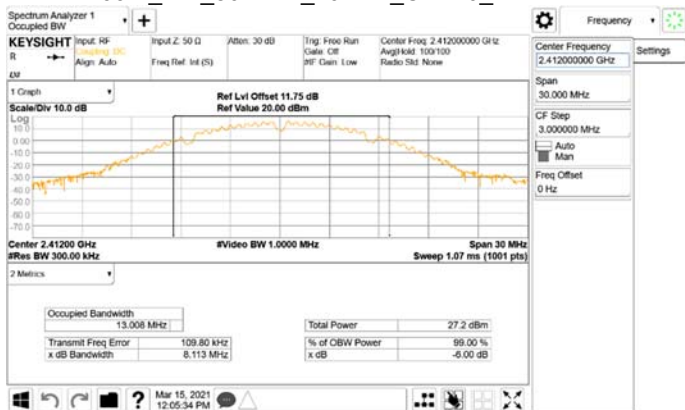 Spectrum Analyzer 1
Occupied BW
+
Frequency
KEYSIGHT
R
LXI
Input: RF
Coupling: DC
Align: Auto
Input Z: 50 Ω
Freq Ref: Int (S)
Atten: 30 dB
Trig: Free Run
Gate: Off
#IF Gain: Low
Center Freq: 2.412000000 GHz
Avg|Hold: 100/100
Radio Std: None
Center Frequency
2.412000000 GHz
Settings
Span
30.000 MHz
CF Step
3.000000 MHz
Auto
Man
Freq Offset
0 Hz
1 Graph
Scale/Div 10.0 dB
Ref Lvl Offset 11.75 dB
Ref Value 20.00 dBm
Log
10.0
0.00
-10.0
-20.0
-30.0
-40.0
-50.0
-60.0
-70.0
Center 2.41200 GHz
#Res BW 300.00 kHz
#Video BW 1.0000 MHz
Span 30 MHz
Sweep 1.07 ms (1001 pts)
2 Metrics
Occupied Bandwidth
13.008 MHz
Total Power 27.2 dBm
Transmit Freq Error 109.80 kHz
% of OBW Power 99.00 %
x dB Bandwidth 8.113 MHz
x dB -6.00 dB
?
Mar 15, 2021
12:05:34 PM